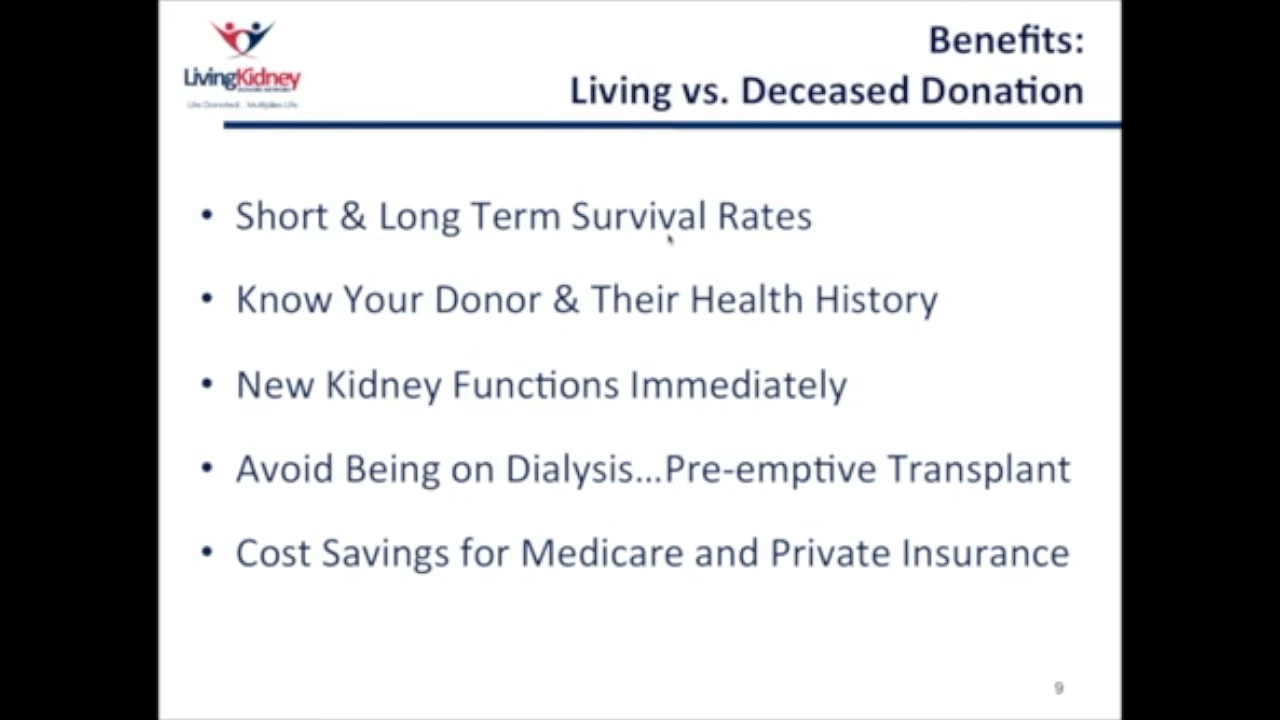 LivingKidney
Benefits:
Living vs. Deceased Donation
• Short & Long Term Survival Rates
• Know Your Donor & Their Health History
• New Kidney Functions Immediately
• Avoid Being on Dialysis...Pre-emptive Transplant
• Cost Savings for Medicare and Private Insurance
9